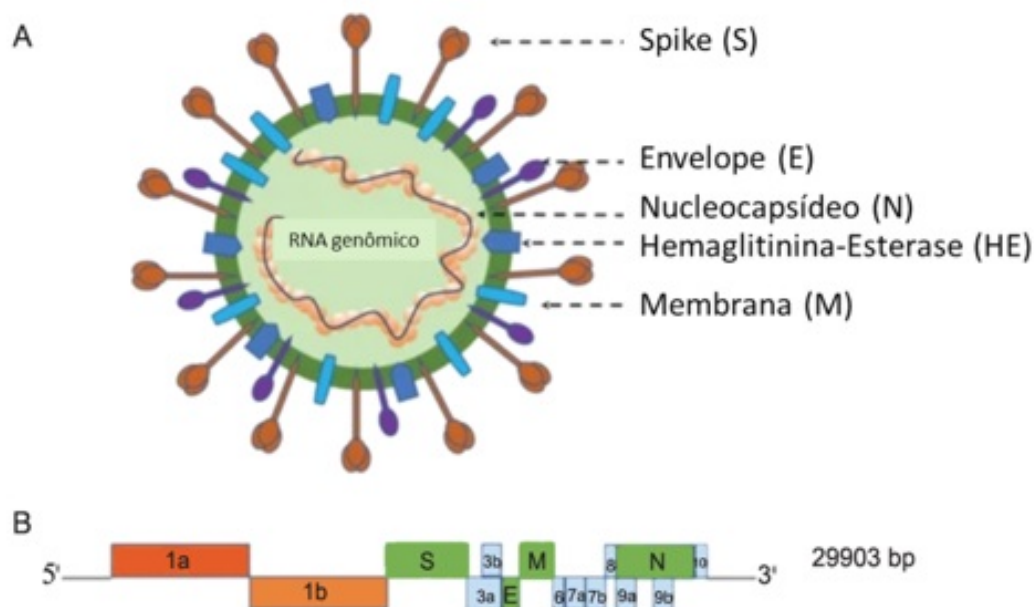 A
Spike (S)
Envelope (E)
Nucleocapsídeo (N)
RNA genômico
Hemaglitinina-Esterase (HE)
Membrana (M)
B
5' 1a 1b S 3a 3b E M 6 7a 7b 8 9a N 9b 10 3' 29903 bp